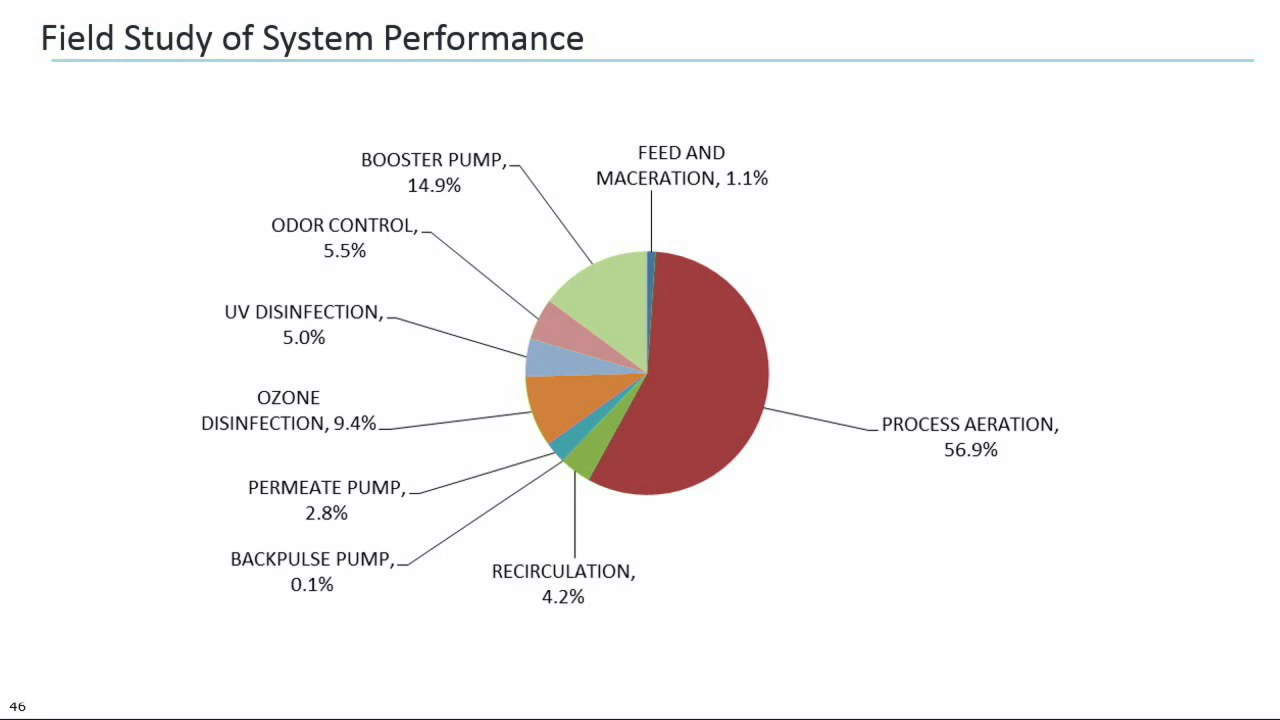 Field Study of System Performance
BOOSTER PUMP,
14.9%
FEED AND
MACERATION, 1.1%
ODOR CONTROL,
5.5%
UV DISINFECTION,
5.0%
OZONE
DISINFECTION, 9.4%
PROCESS AERATION,
56.9%
PERMEATE PUMP,
2.8%
BACKPULSE PUMP,
0.1%
RECIRCULATION,
4.2%
46